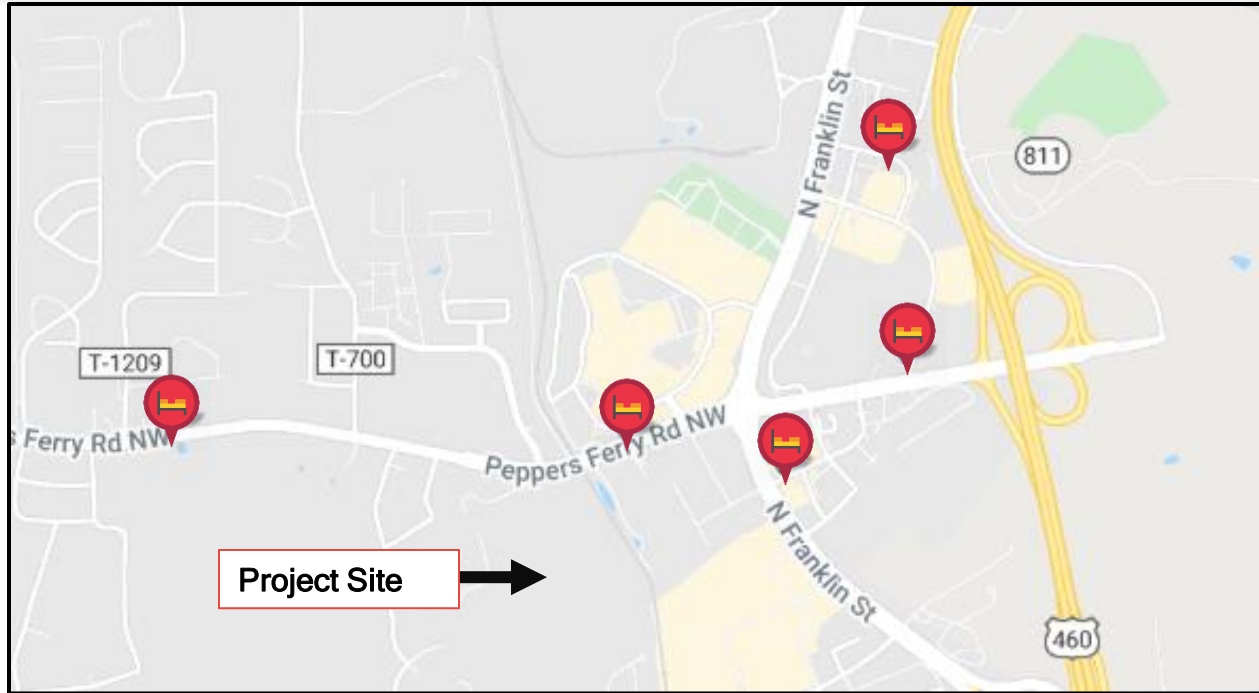 N Franklin St
811
T-1209
T-700
s Ferry Rd NW
Peppers Ferry Rd NW
Project Site
N Franklin St
460